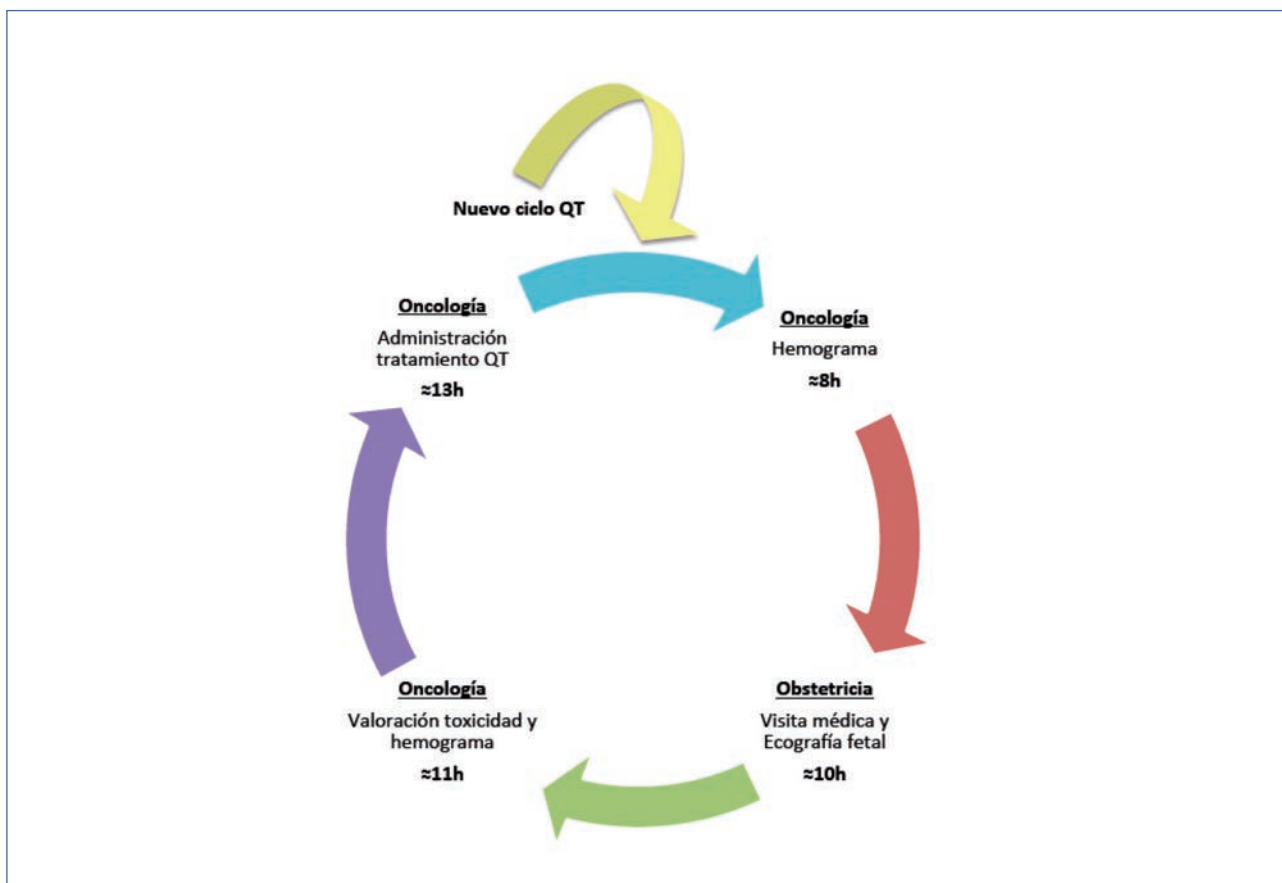 Nuevo ciclo QT
Oncología
Hemograma
≈8h
Obstetricia
Visita médica y
Ecografía fetal
≈10h
Oncología
Valoración toxicidad y
hemograma
≈11h
Oncología
Administración
tratamiento QT
≈13h